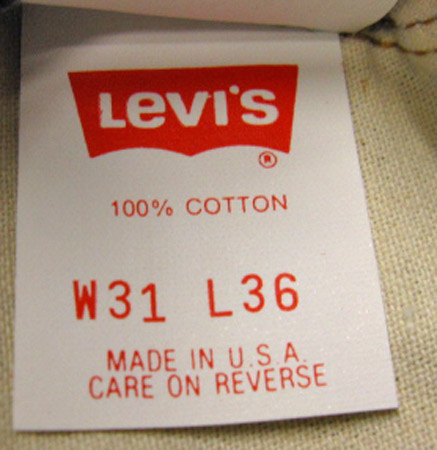 LEVI'S
®
100% COTTON
W31 L36
MADE IN U.S.A.
CARE ON REVERSE